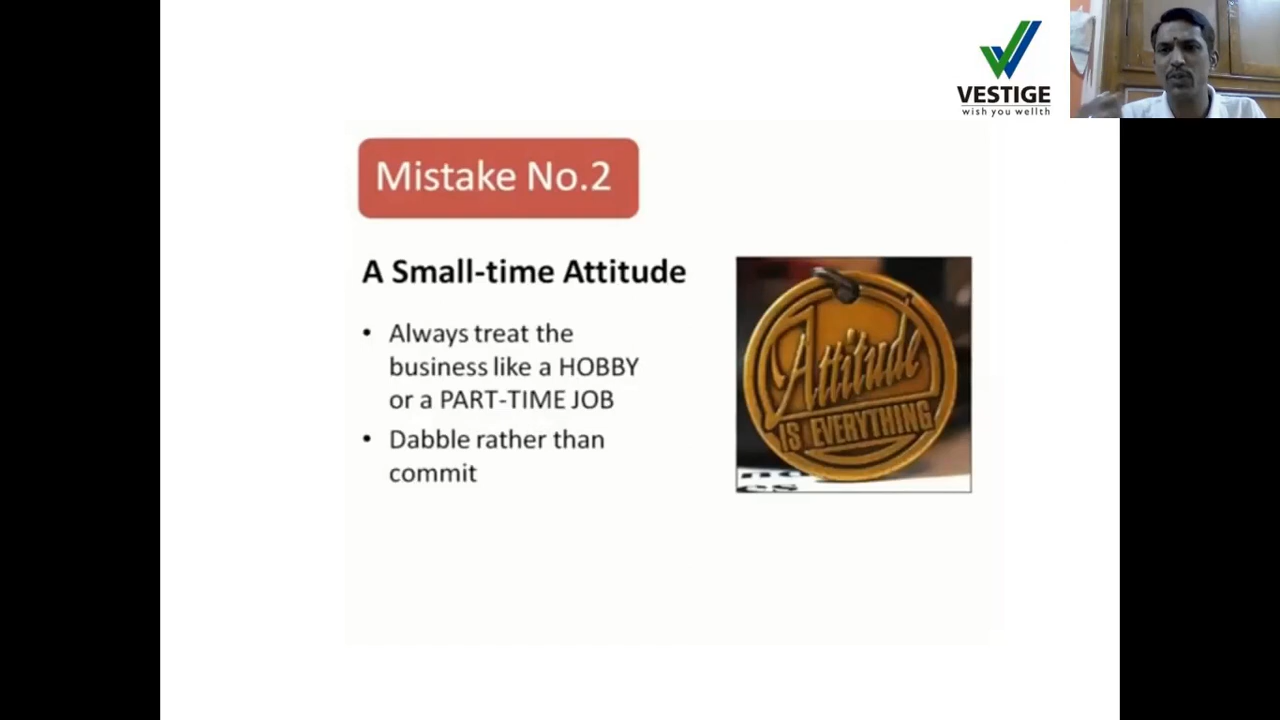 VESTIGE
wish you wellth
Mistake No.2
A Small-time Attitude
• Always treat the
business like a HOBBY
or a PART-TIME JOB
• Dabble rather than
commit
Attitude
IS EVERYTHING